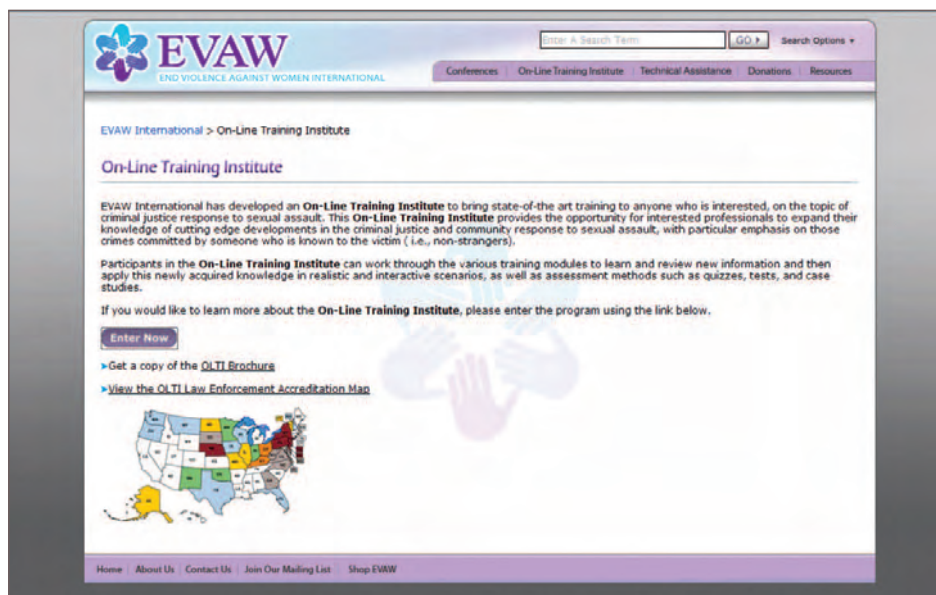 EVAW
END VIOLENCE AGAINST WOMEN INTERNATIONAL
Enter A Search Term
GO
Search Options
Conferences
On-Line Training Institute
Technical Assistance
Donations
Resources
EVAW International > On-Line Training Institute
On-Line Training Institute
EVAW International has developed an On-Line Training Institute to bring state-of-the art training to anyone who is interested, on the topic of
criminal justice response to sexual assault. This On-Line Training Institute provides the opportunity for interested professionals to expand their
knowledge of cutting edge developments in the criminal justice and community response to sexual assault, with particular emphasis on those
crimes committed by someone who is known to the victim ( i.e., non-strangers).
Participants in the On-Line Training Institute can work through the various training modules to learn and review new information and then
apply this newly acquired knowledge in realistic and interactive scenarios, as well as assessment methods such as quizzes, tests, and case
studies.
If you would like to learn more about the On-Line Training Institute, please enter the program using the link below.
Enter Now
Get a copy of the OLTI Brochure
View the OLTI Law Enforcement Accreditation Map
Home
About Us
Contact Us
Join Our Mailing List
Shop EVAW